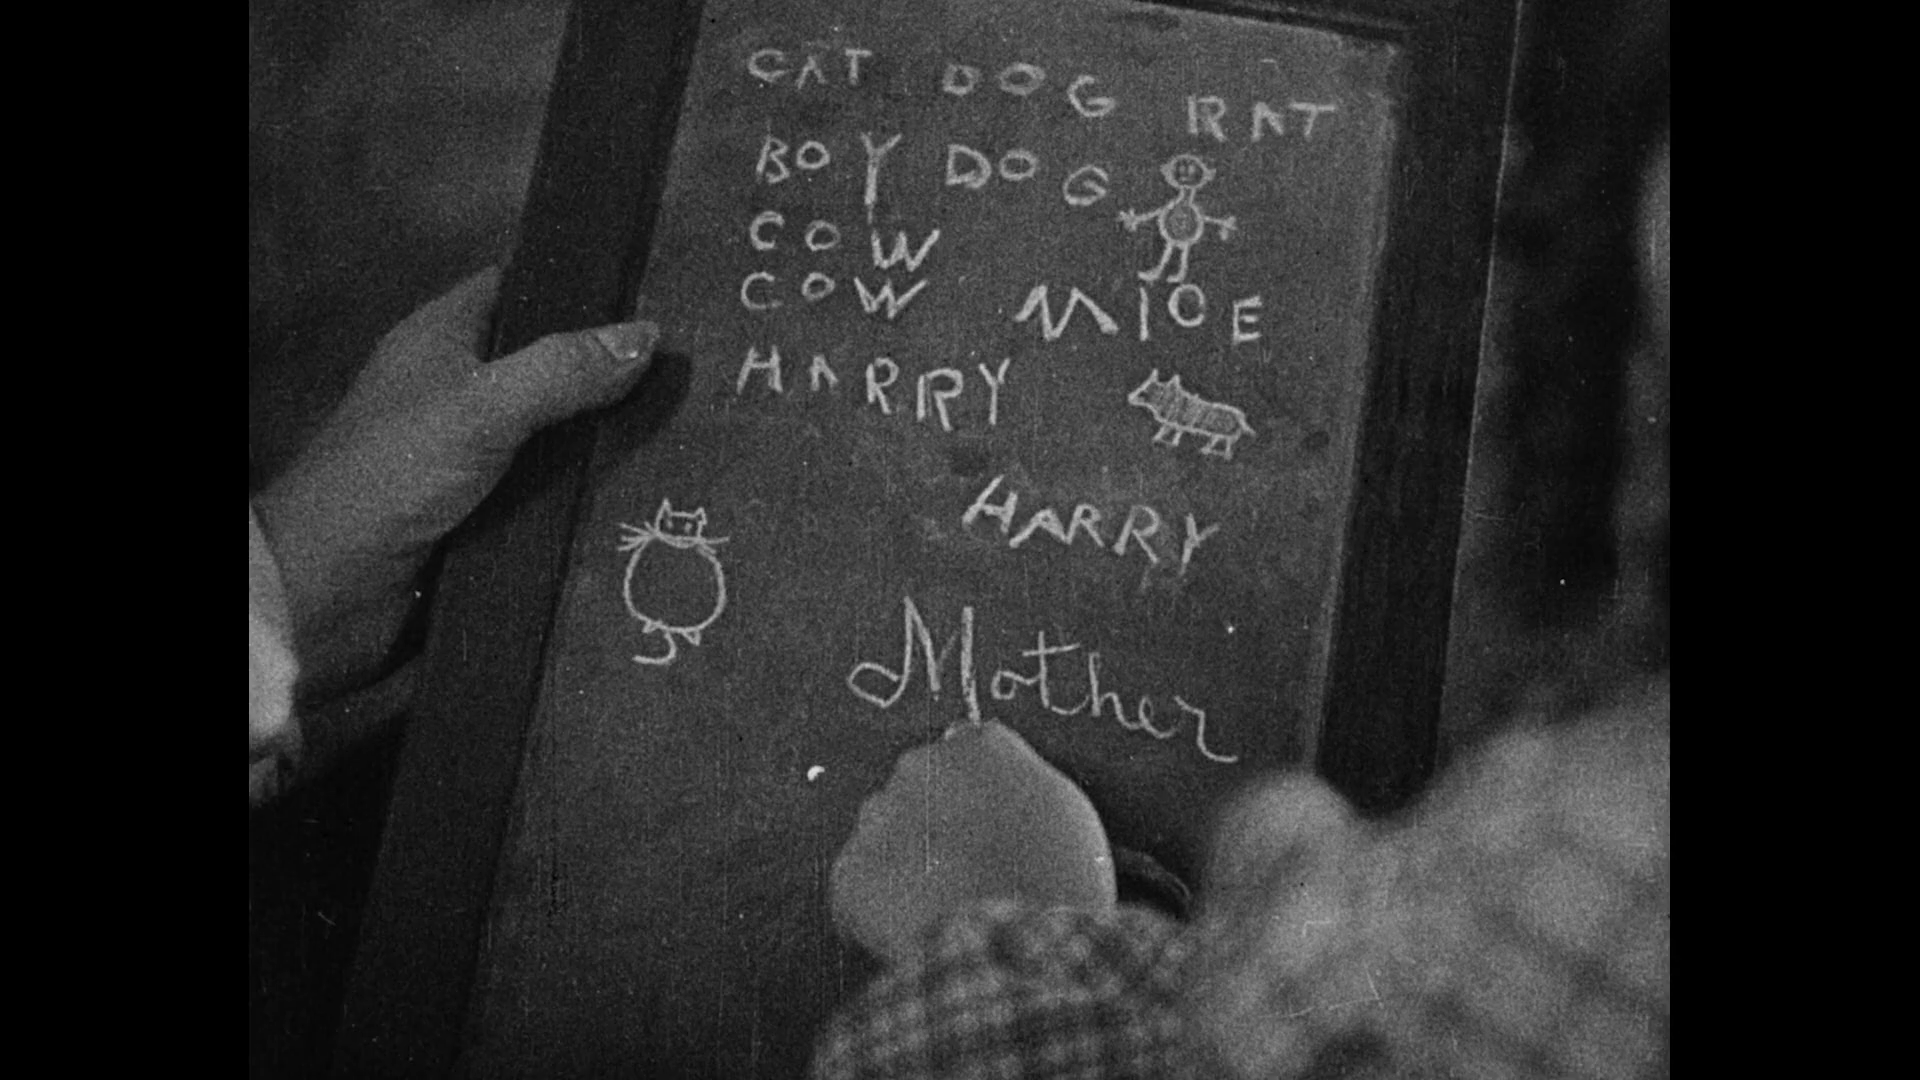 CAT DOG RAT
BOY DOG
COW
COW MICE
HARRY
HARRY
Mother